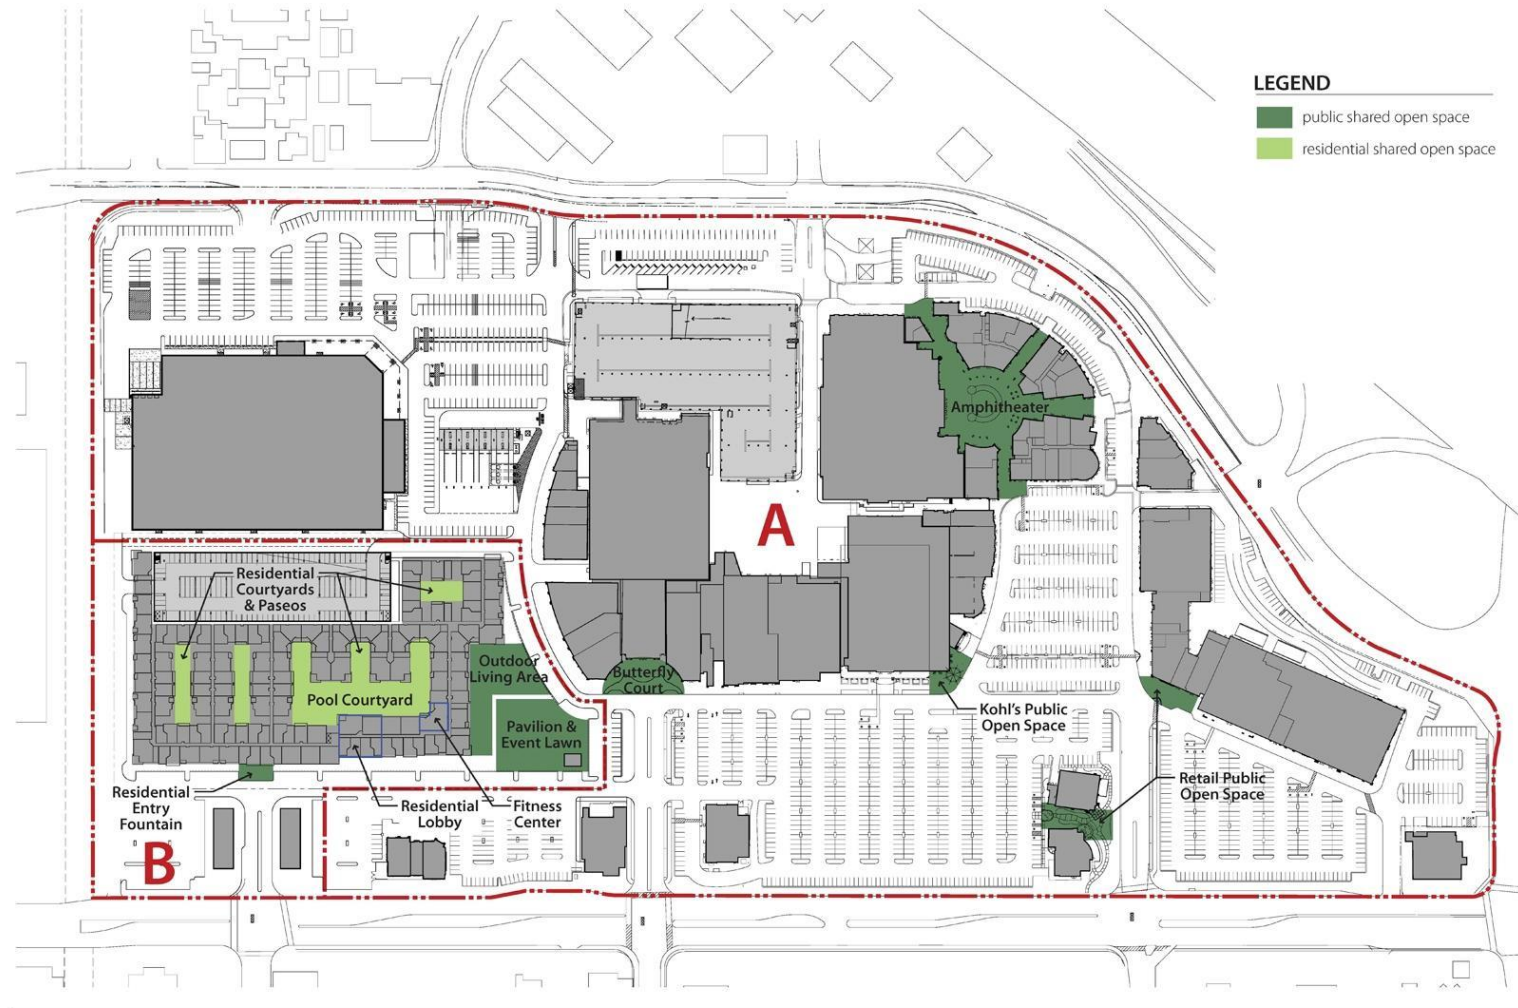 LEGEND
public shared open space
residential shared open space
Amphitheater
A
Residential
Courtyards
& Paseos
Outdoor
Living Area
Butterfly
Court
Pool Courtyard
Kohl's Public
Open Space
Pavilion &
Event Lawn
Retail Public
Open Space
Residential
Entry
Fountain
Residential
Lobby
Fitness
Center
B